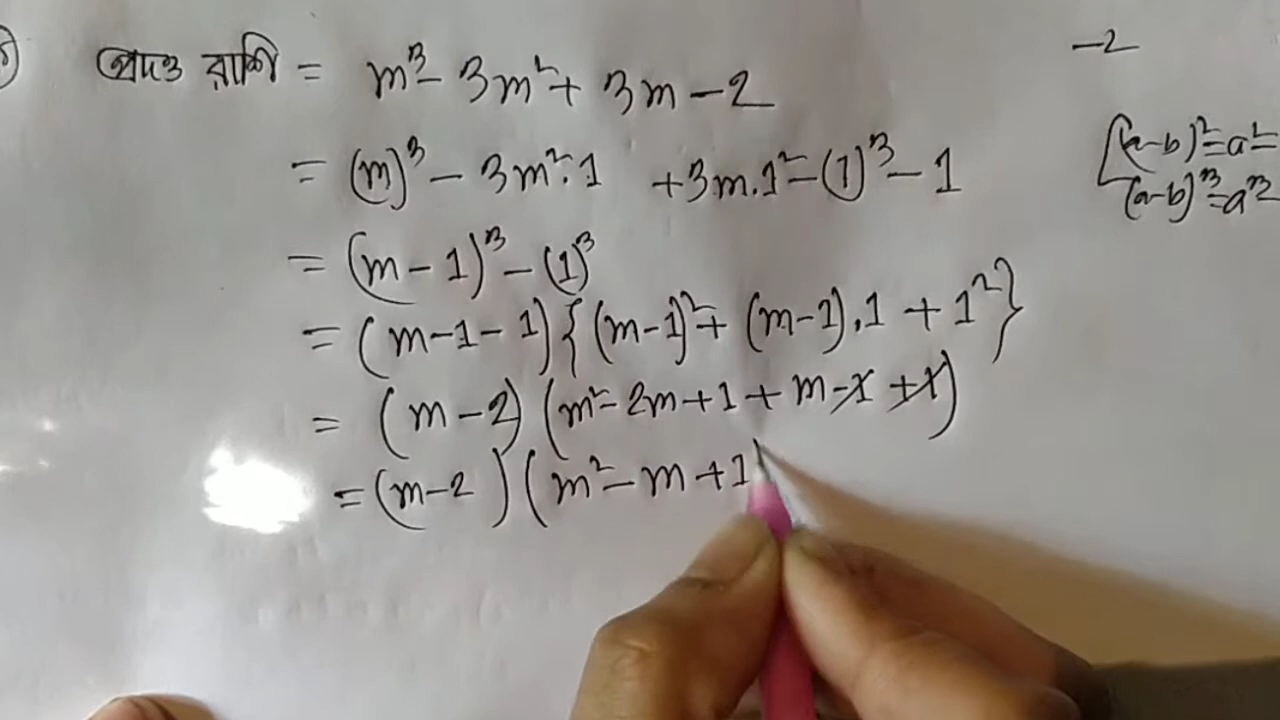 প্রদত্ত রাশি = m³ - 3m² + 3m - 2
= (m)³ - 3m².1 + 3m.1² - (1)³ - 1
= (m - 1)³ - (1)³
= (m-1-1){(m-1)² + (m-1).1 + 1²}
= (m-2)(m² - 2m + 1 + m - 1 + 1)
= (m-2)(m² - m + 1
-2
[(a-b)² = a² -
(a-b)³ = a³